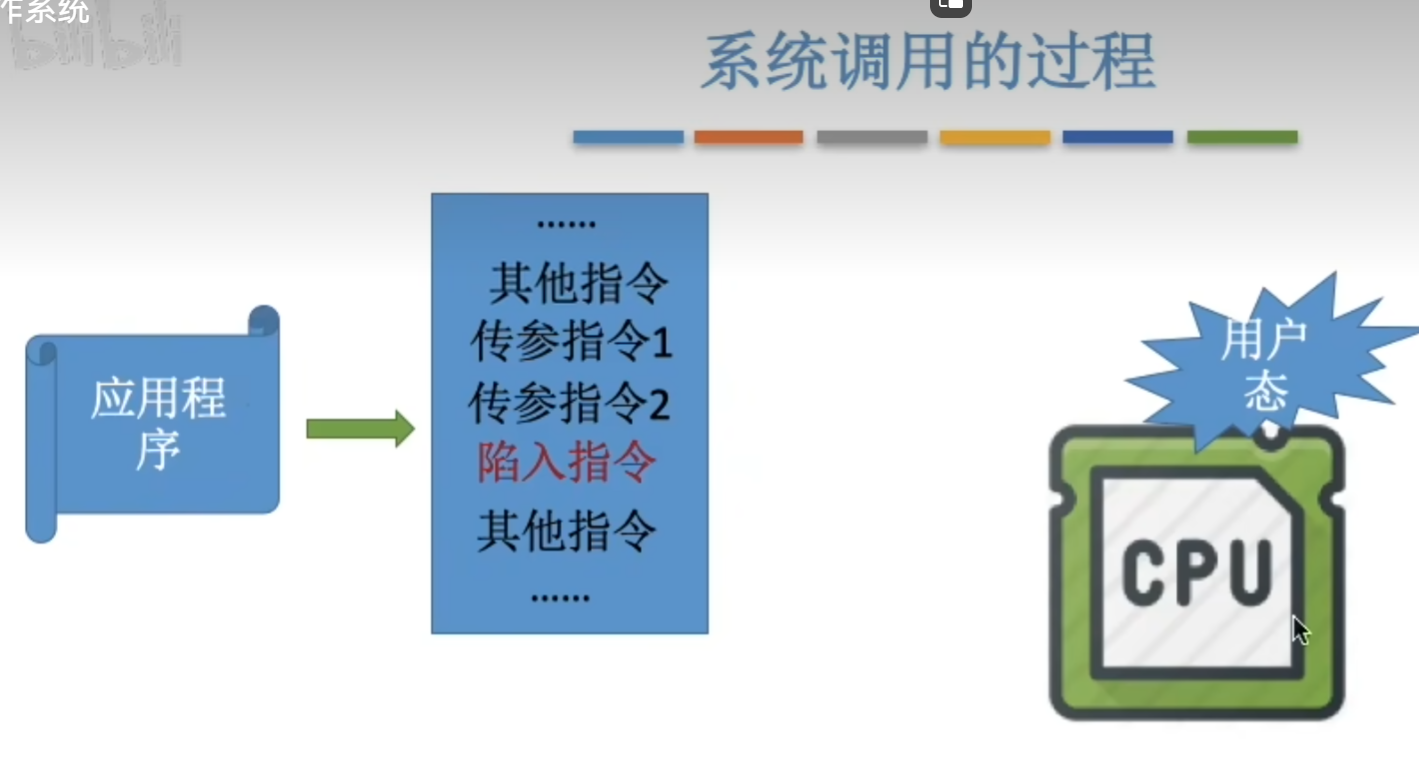 作系统
bilibili
系统调用的过程
......
其他指令
传参指令1
传参指令2
陷入指令
其他指令
......
应用程
序
用户
态
CPU